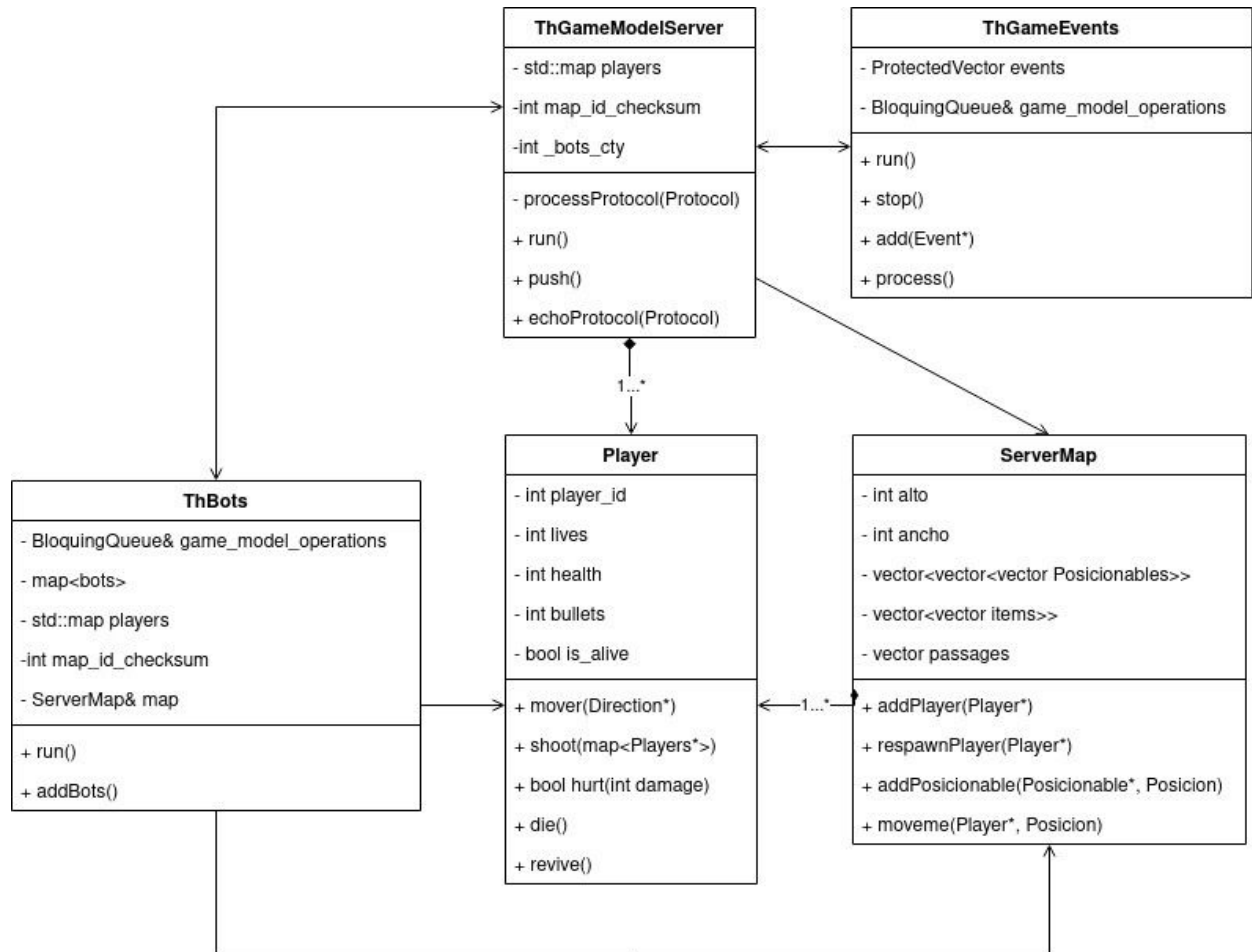 ThGameModelServer
- std::map players
-int map_id_checksum
-int _bots_cty
- processProtocol(Protocol)
+ run()
+ push()
+ echoProtocol(Protocol)
ThGameEvents
- ProtectedVector events
- BloquingQueue& game_model_operations
+ run()
+ stop()
+ add(Event*)
+ process()
1...*
ThBots
- BloquingQueue& game_model_operations
- map<bots>
- std::map players
-int map_id_checksum
- ServerMap& map
+ run()
+ addBots()
Player
- int player_id
- int lives
- int health
- int bullets
- bool is_alive
+ mover(Direction*)
+ shoot(map<Players*>)
+ bool hurt(int damage)
+ die()
+ revive()
1...*
ServerMap
- int alto
- int ancho
- vector<vector<vector Posicionables>>
- vector<vector items>>
- vector passages
+ addPlayer(Player*)
+ respawnPlayer(Player*)
+ addPosicionable(Posicionable*, Posicion)
+ moveme(Player*, Posicion)